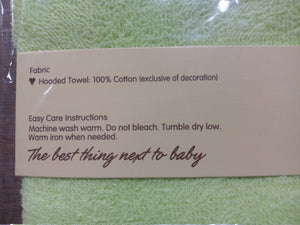 Fabric
♥ Hooded Towel: 100% Cotton (exclusive of decoration)
Easy Care Instructions
Machine wash warm. Do not bleach. Tumble dry low.
Warm iron when needed.
The best thing next to baby